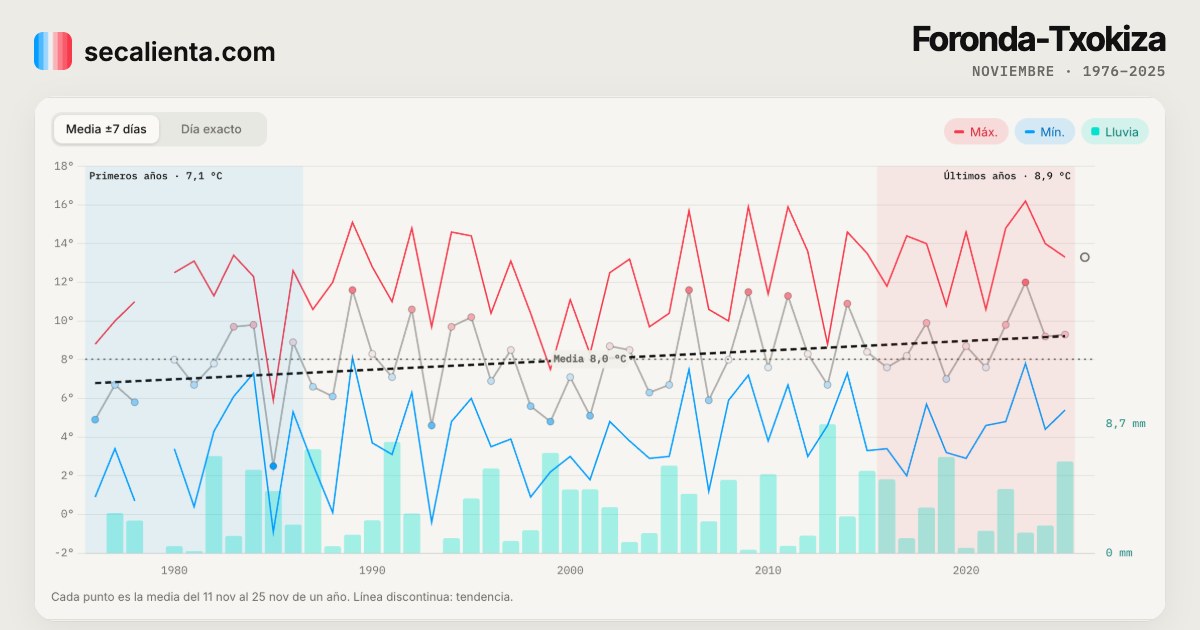 secalienta.com
Foronda-Txokiza
NOVIEMBRE · 1976–2025
Media ±7 días
Día exacto
Máx.
Mín.
Lluvia
18°
Primeros años · 7,1 °C
Últimos años · 8,9 °C
16°
14°
12°
10°
8°
Media 8,0 °C
6°
4°
8,7 mm
2°
0°
-2°
0 mm
1980
1990
2000
2010
2020
Cada punto es la media del 11 nov al 25 nov de un año. Línea discontinua: tendencia.